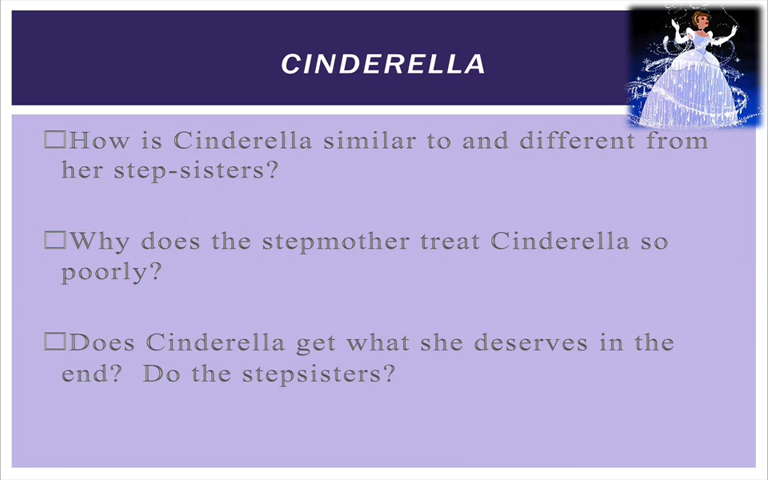 CINDERELLA
☐How is Cinderella similar to and different from
her step-sisters?
☐Why does the stepmother treat Cinderella so
poorly?
☐Does Cinderella get what she deserves in the
end?  Do the stepsisters?